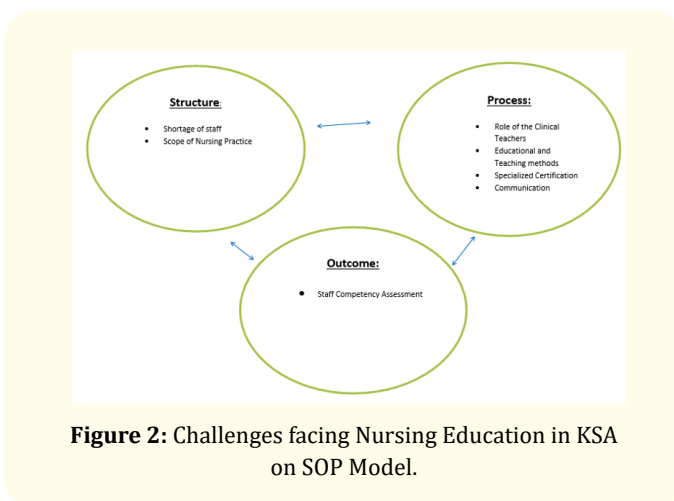 Structure:
• Shortage of staff
• Scope of Nursing Practice
Process:
• Role of the Clinical
Teachers
• Educational and
Teaching methods
• Specialized Certification
• Communication
Outcome:
• Staff Competency Assessment
Figure 2: Challenges facing Nursing Education in KSA
on SOP Model.